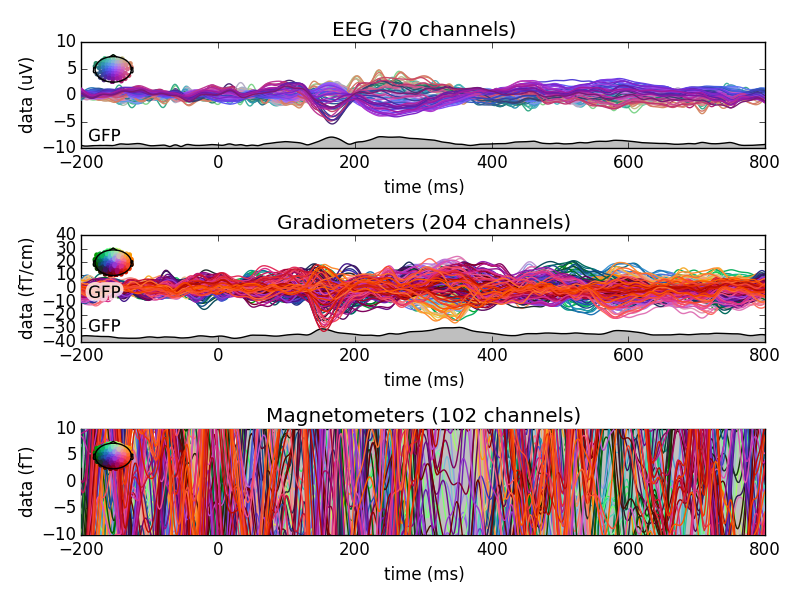 EEG (70 channels)
10
5
0
−5
−10
data (uV)
GFP
−200 0 200 400 600 800
time (ms)
Gradiometers (204 channels)
40
30
20
10
0
−10
−20
−30
−40
data (fT/cm)
GFP
GFP
−200 0 200 400 600 800
time (ms)
Magnetometers (102 channels)
10
5
0
−5
−10
data (fT)
−200 0 200 400 600 800
time (ms)